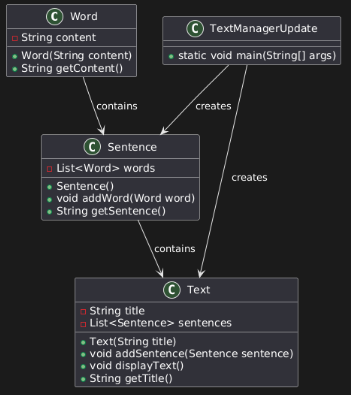 C Word
String content
Word(String content)
String getContent()
C TextManagerUpdate
static void main(String[] args)
contains
creates
C Sentence
List<Word> words
Sentence()
void addWord(Word word)
String getSentence()
creates
contains
C Text
String title
List<Sentence> sentences
Text(String title)
void addSentence(Sentence sentence)
void displayText()
String getTitle()